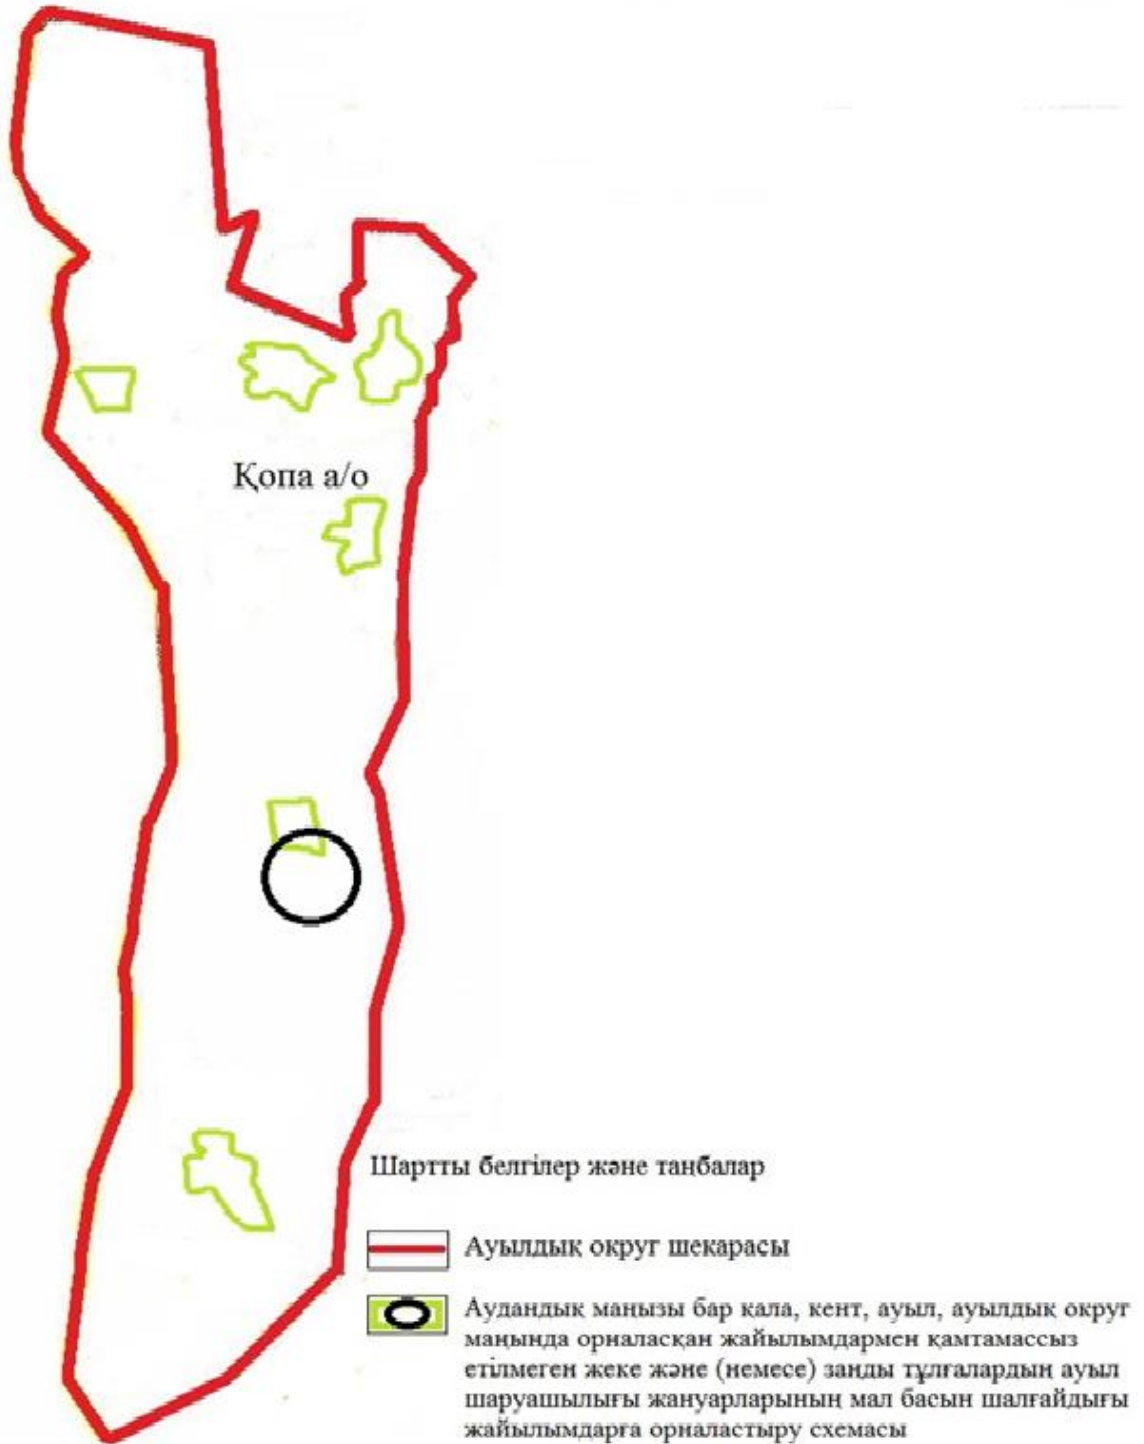 Қопа а/о
Шартты белгілер және таңбалар
Ауылдық округ шекарасы
Аудандық маңызы бар қала, кент, ауыл, ауылдық округ
маңында орналасқан жайылымдармен қамтамассыз
етілмеген жеке және (немесе) заңды тұлғалардың ауыл
шаруашылығы жануарларының мал басын шалғайдығы
жайылымдарға орналастыру схемасы